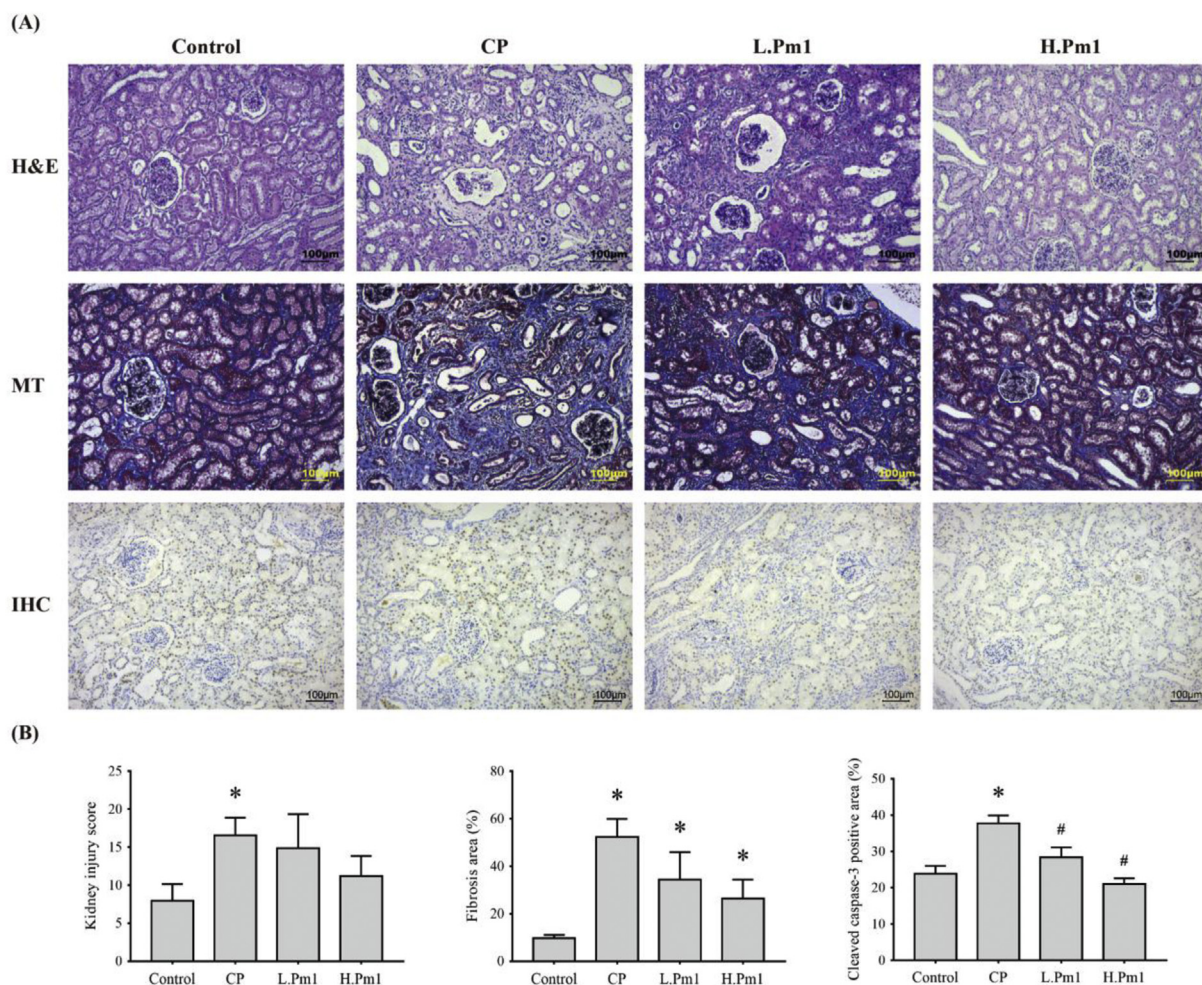 (A)
Control CP L.Pm1 H.Pm1
H&E
100μm 100μm 100μm 100μm
MT
100μm 100μm 100μm 100μm
IHC
100μm 100μm 100μm 100μm
(B)
Kidney injury score
25
20
15
10
5
0
*
Control CP L.Pm1 H.Pm1
Fibrosis area (%)
80
60
40
20
0
* * *
Control CP L.Pm1 H.Pm1
Cleaved caspase-3 positive area (%)
50
40
30
20
10
0
* # #
Control CP L.Pm1 H.Pm1